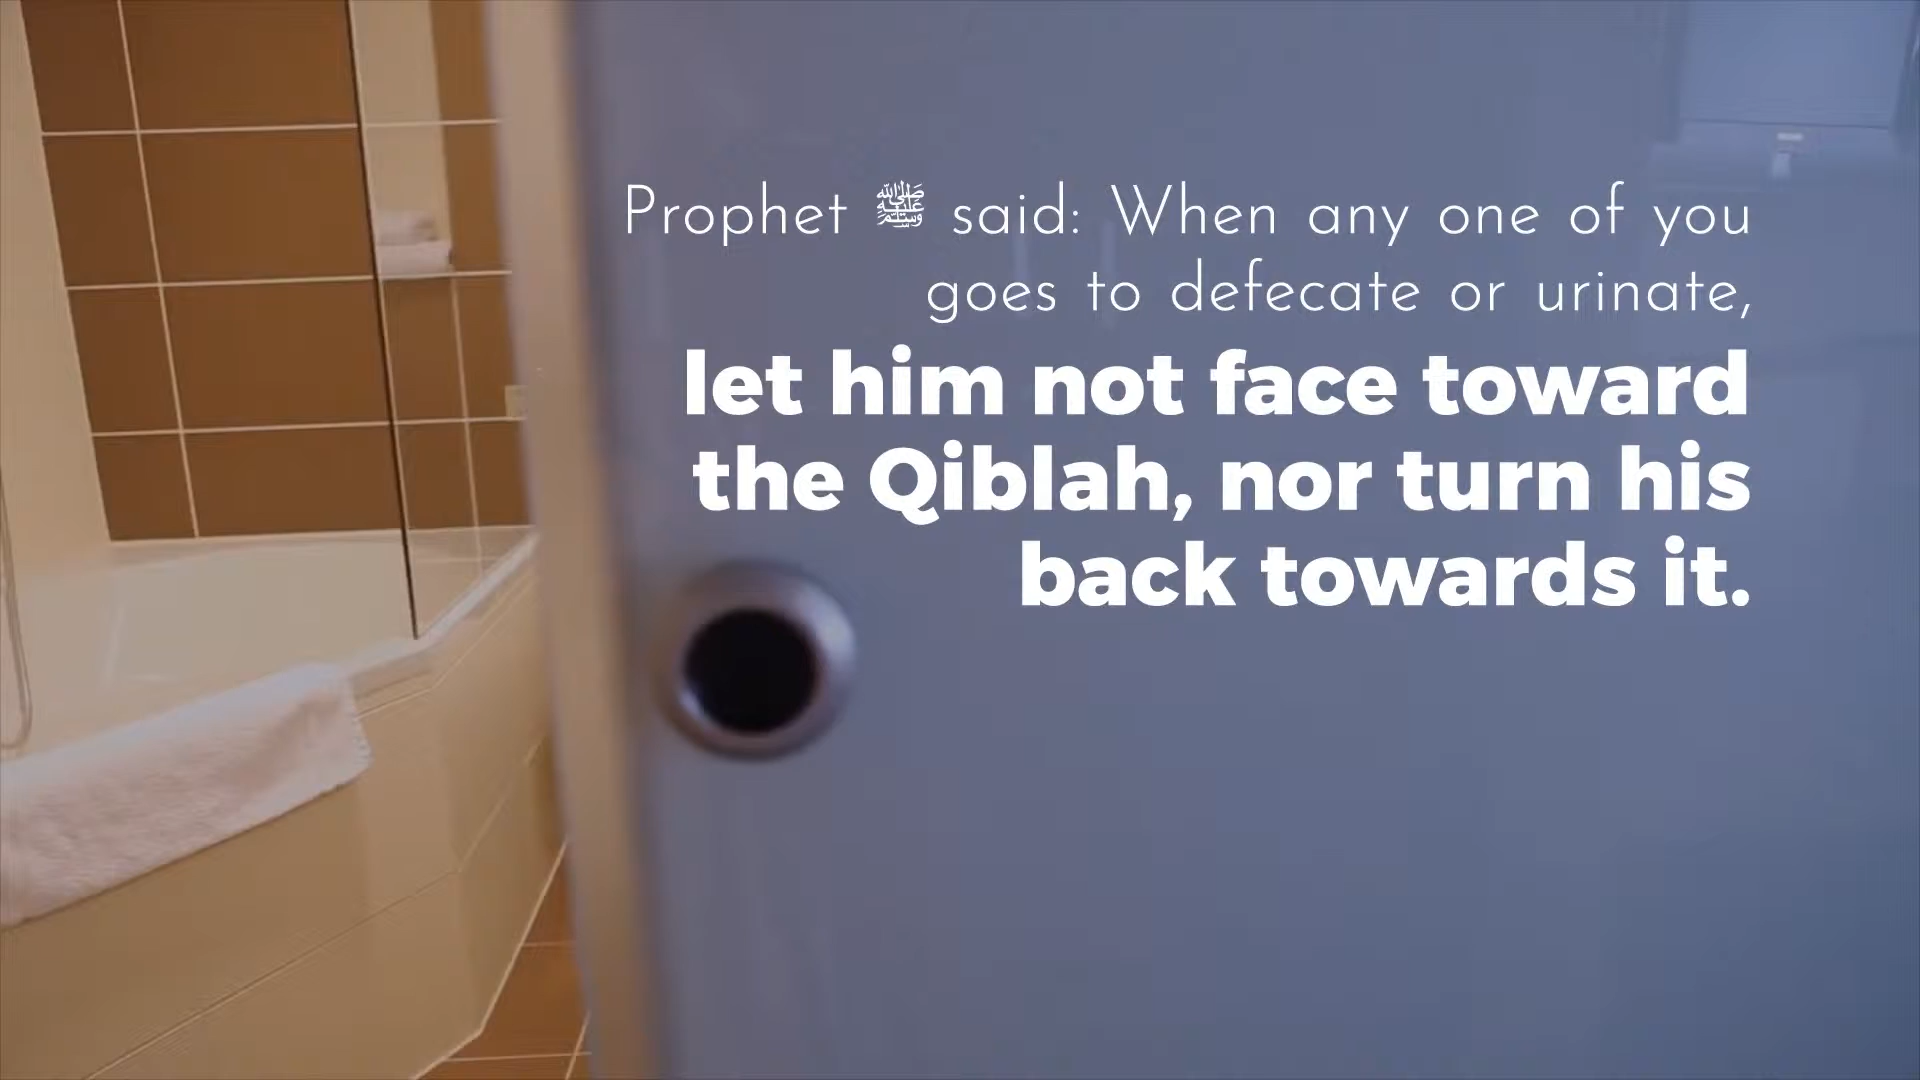 Prophet ﷺ said: When any one of you
goes to defecate or urinate,
let him not face toward
the Qiblah, nor turn his
back towards it.